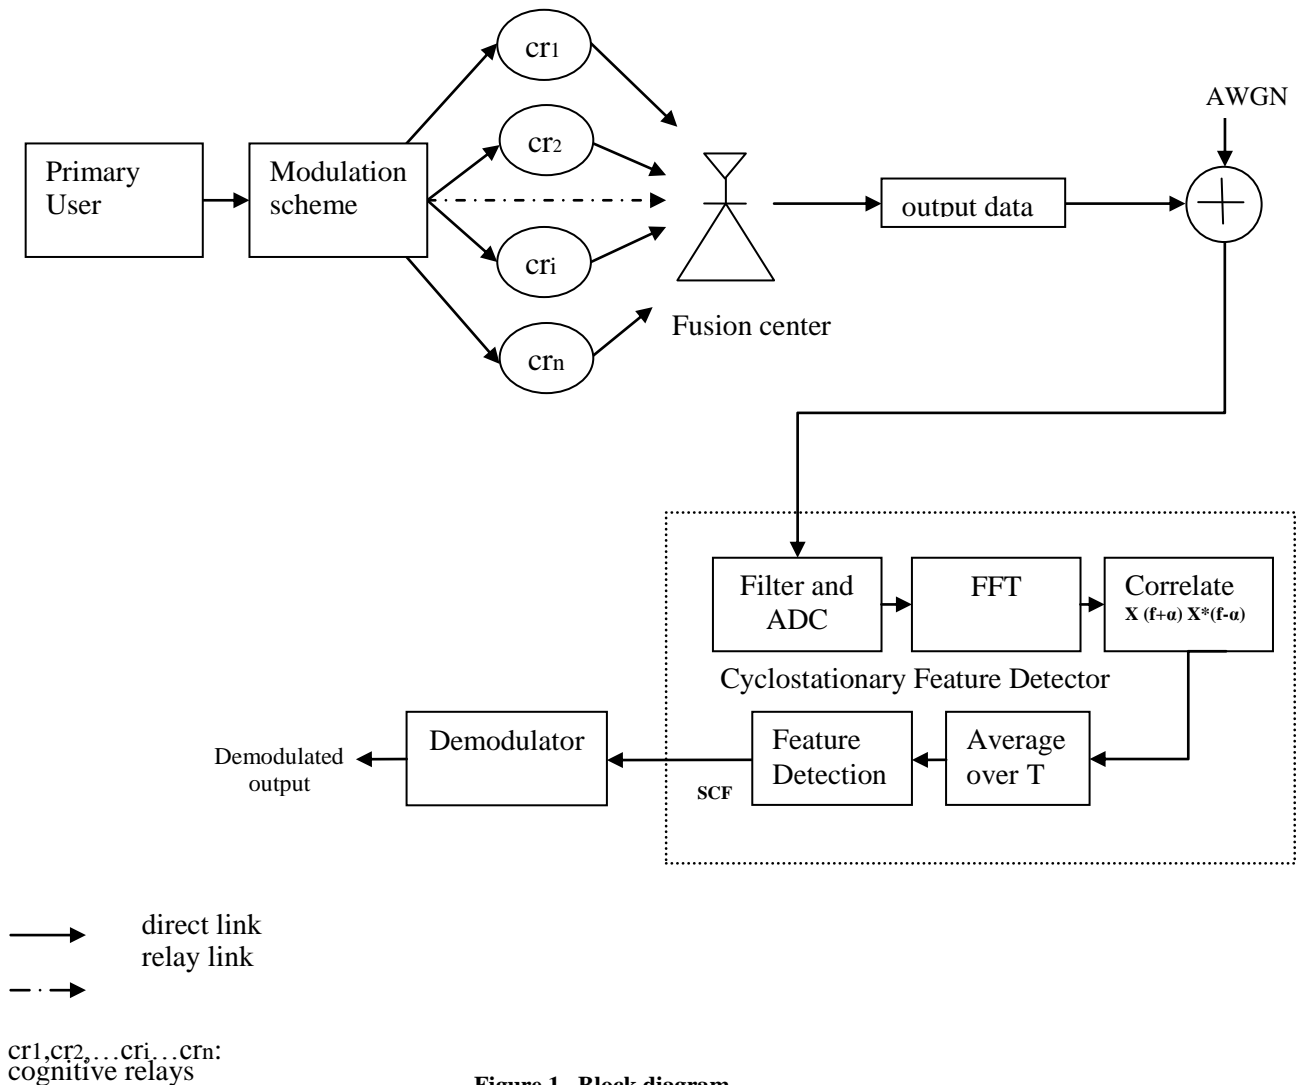 cr1
AWGN
cr2
Primary
User
Modulation
scheme
output data
cri
Fusion center
crn
Filter and
ADC
FFT
Correlate
X (f+α) X*(f-α)
Cyclostationary Feature Detector
Demodulated
output
Demodulator
SCF
Feature
Detection
Average
over T
direct link
relay link
cr1,cr2,…cri…crn:
cognitive relays
Figure 1. Block diagram